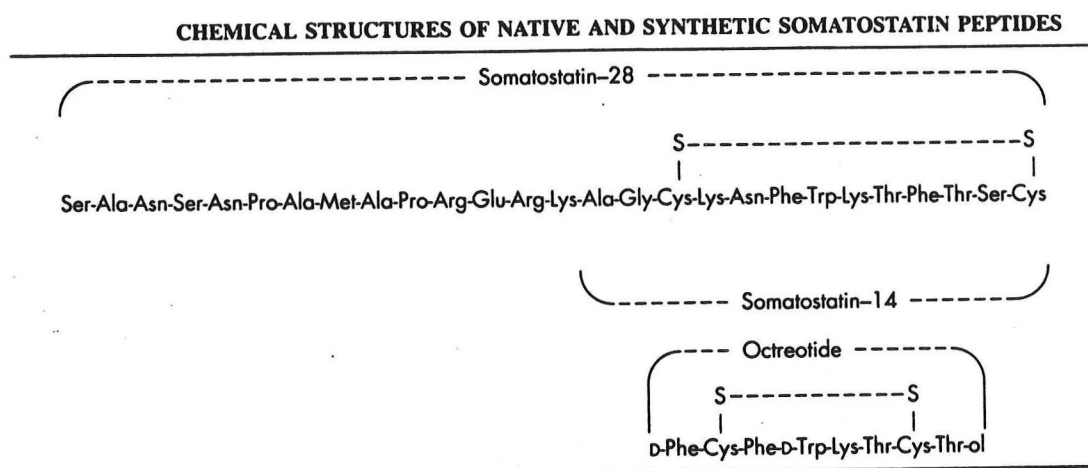 CHEMICAL STRUCTURES OF NATIVE AND SYNTHETIC SOMATOSTATIN PEPTIDES
Somatostatin–28
S S
Ser-Ala-Asn-Ser-Asn-Pro-Ala-Met-Ala-Pro-Arg-Glu-Arg-Lys-Ala-Gly-Cys-Lys-Asn-Phe-Trp-Lys-Thr-Phe-Thr-Ser-Cys
Somatostatin–14
Octreotide
S S
D-Phe-Cys-Phe-D-Trp-Lys-Thr-Cys-Thr-ol